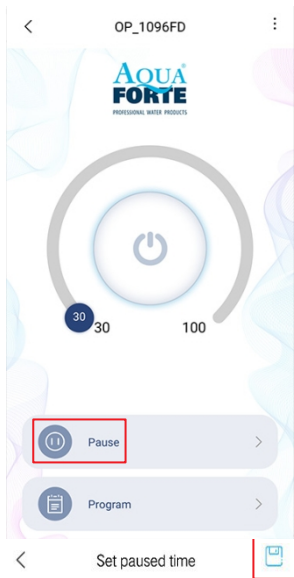 OP_1096FD
AQUA
FORTE
PROFESSIONAL WATER PRODUCTS
30
30 100
Pause
Program
Set paused time